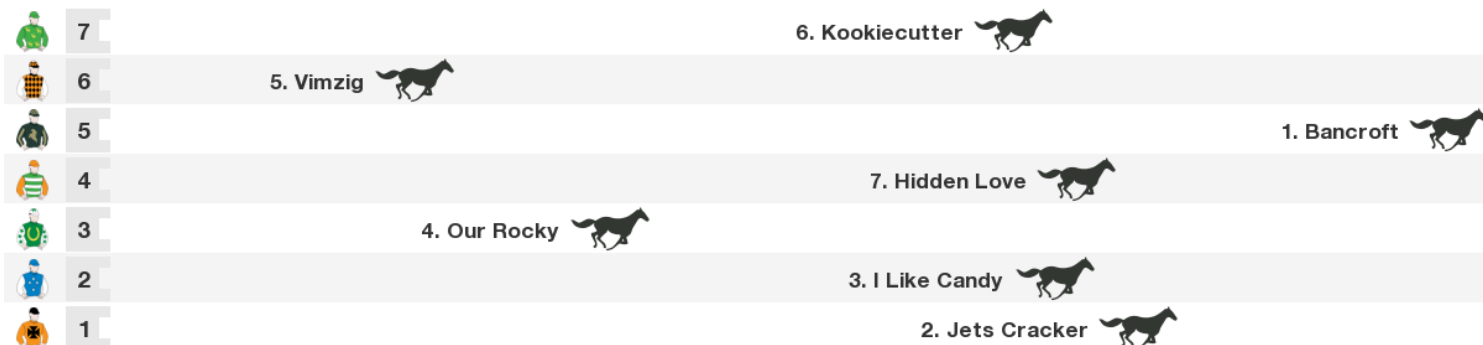 7 6. Kookiecutter
6 5. Vimzig
5 1. Bancroft
4 7. Hidden Love
3 4. Our Rocky
2 3. I Like Candy
1 2. Jets Cracker